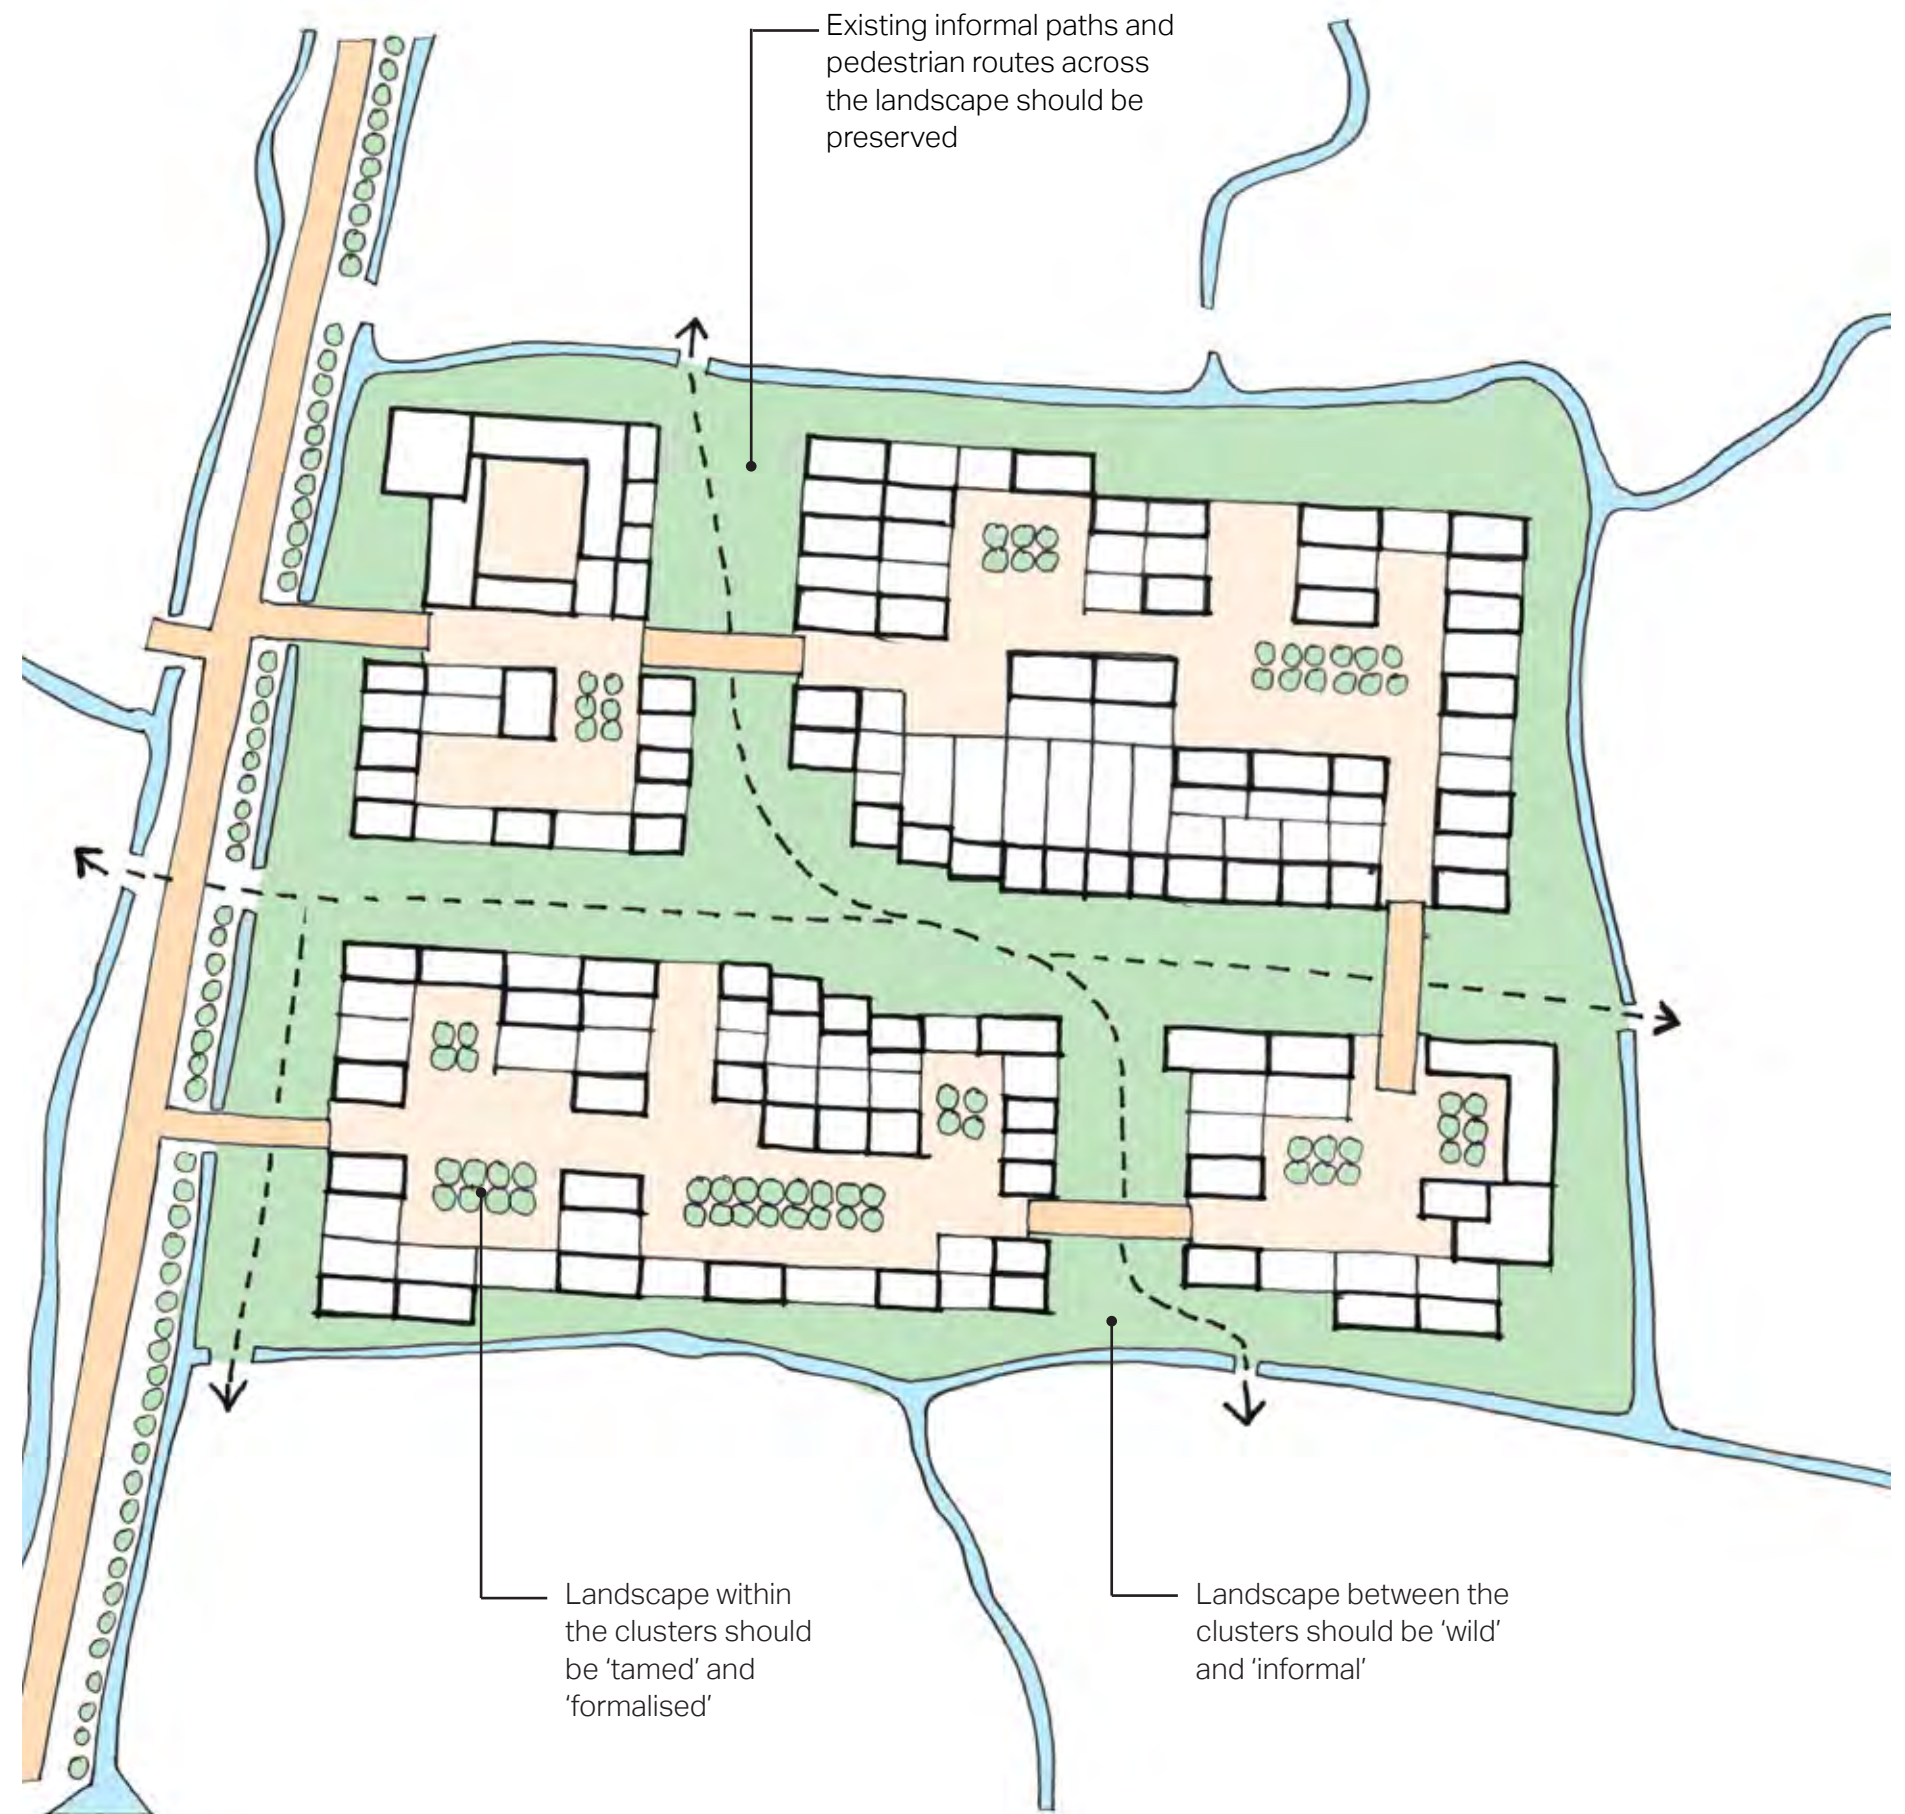 Existing informal paths and
pedestrian routes across
the landscape should be
preserved
Landscape within
the clusters should
be ‘tamed’ and
‘formalised’
Landscape between the
clusters should be ‘wild’
and ‘informal’